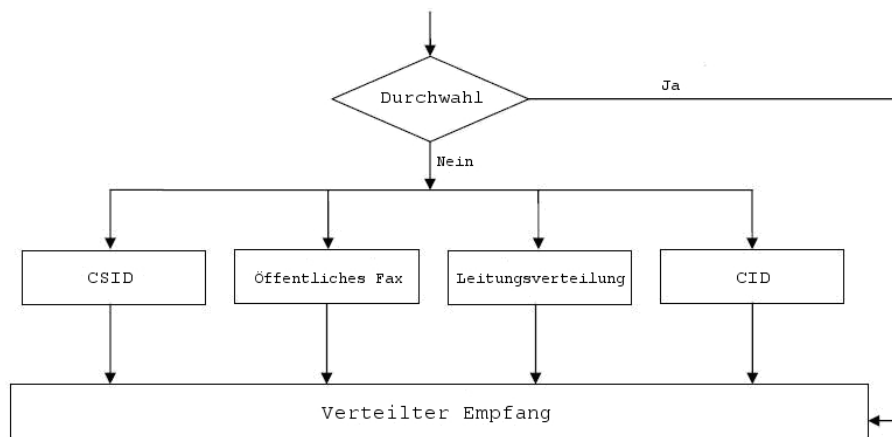 Durchwahl
Ja
Nein
CSID
Öffentliches Fax
Leitungsverteilung
CID
Verteilter Empfang